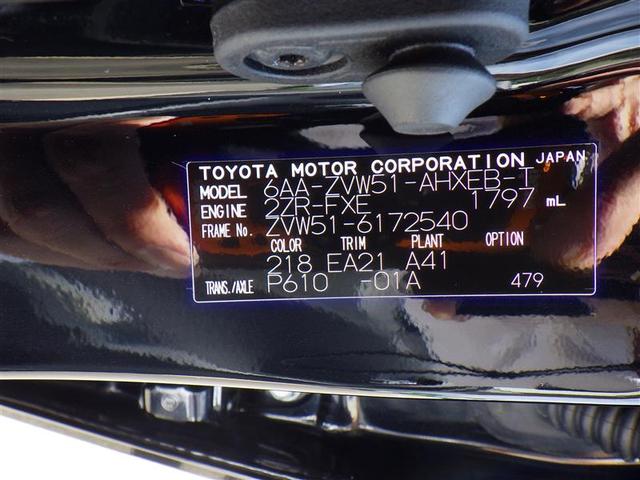 TOYOTA MOTOR CORPORATION JAPAN
MODEL 6AA-ZVW51-AHXEB-T
ENGINE 2ZR-FXE 1797 mL
FRAME No. ZVW51-6172540
COLOR TRIM PLANT OPTION
218 EA21 A41
TRANS./AXLE P610 -01A 479